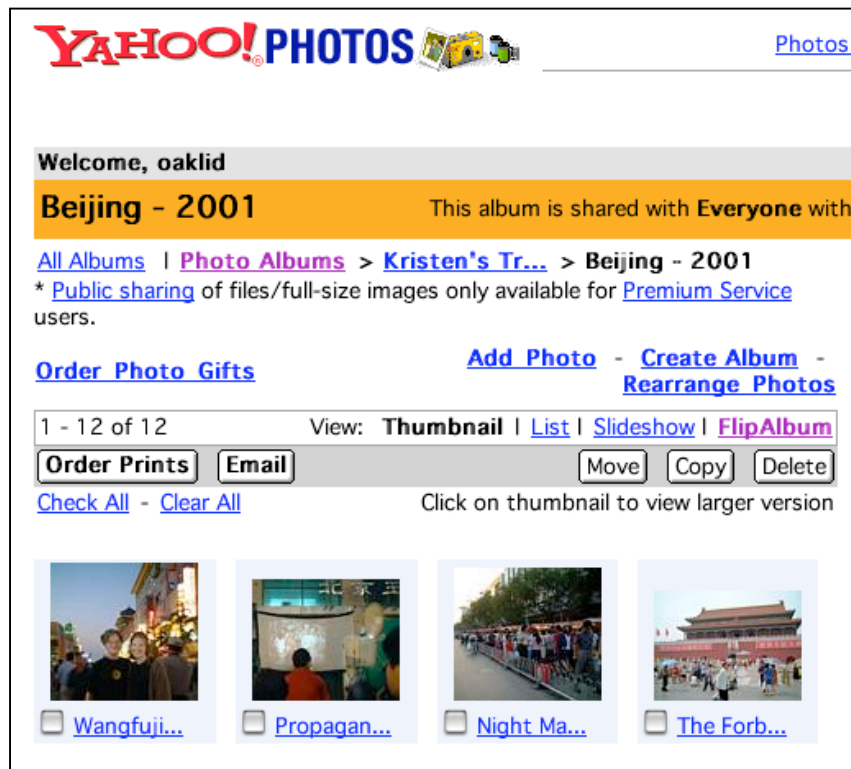 YAHOO! PHOTOS
Photos
Welcome, oaklid
Beijing - 2001 This album is shared with Everyone with
All Albums | Photo Albums > Kristen's Tr... > Beijing - 2001
* Public sharing of files/full-size images only available for Premium Service
users.
Order Photo Gifts Add Photo - Create Album -
Rearrange Photos
1 - 12 of 12 View: Thumbnail | List | Slideshow | FlipAlbum
Order Prints Email Move Copy Delete
Check All - Clear All Click on thumbnail to view larger version
Wangfuji... Propagan... Night Ma... The Forb...